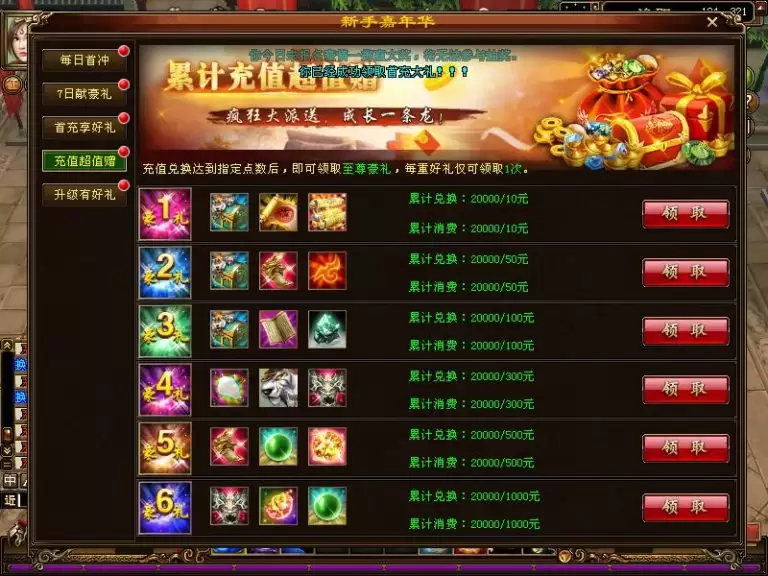 新手嘉年华
每日首冲
7日献豪礼
首充享好礼
充值超值赠
升级有好礼
累计充值超值赠
你已经成功领取首充大礼！！！
疯狂大派送，成长一条龙！
充值兑换达到指定点数后，即可领取至尊豪礼，每重好礼仅可领取1次。
豪1礼
累计兑换：20000/10元
累计消费：20000/10元
领取
豪2礼
累计兑换：20000/50元
累计消费：20000/50元
领取
豪3礼
累计兑换：20000/100元
累计消费：20000/100元
领取
豪4礼
累计兑换：20000/300元
累计消费：20000/300元
领取
豪5礼
累计兑换：20000/500元
累计消费：20000/500元
领取
豪6礼
累计兑换：20000/1000元
累计消费：20000/1000元
领取
换
换
甲
近